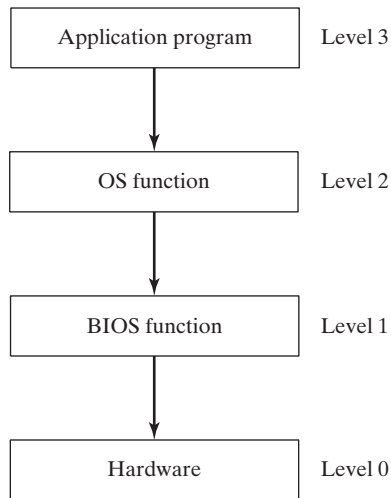 Application program Level 3
OS function Level 2
BIOS function Level 1
Hardware Level 0